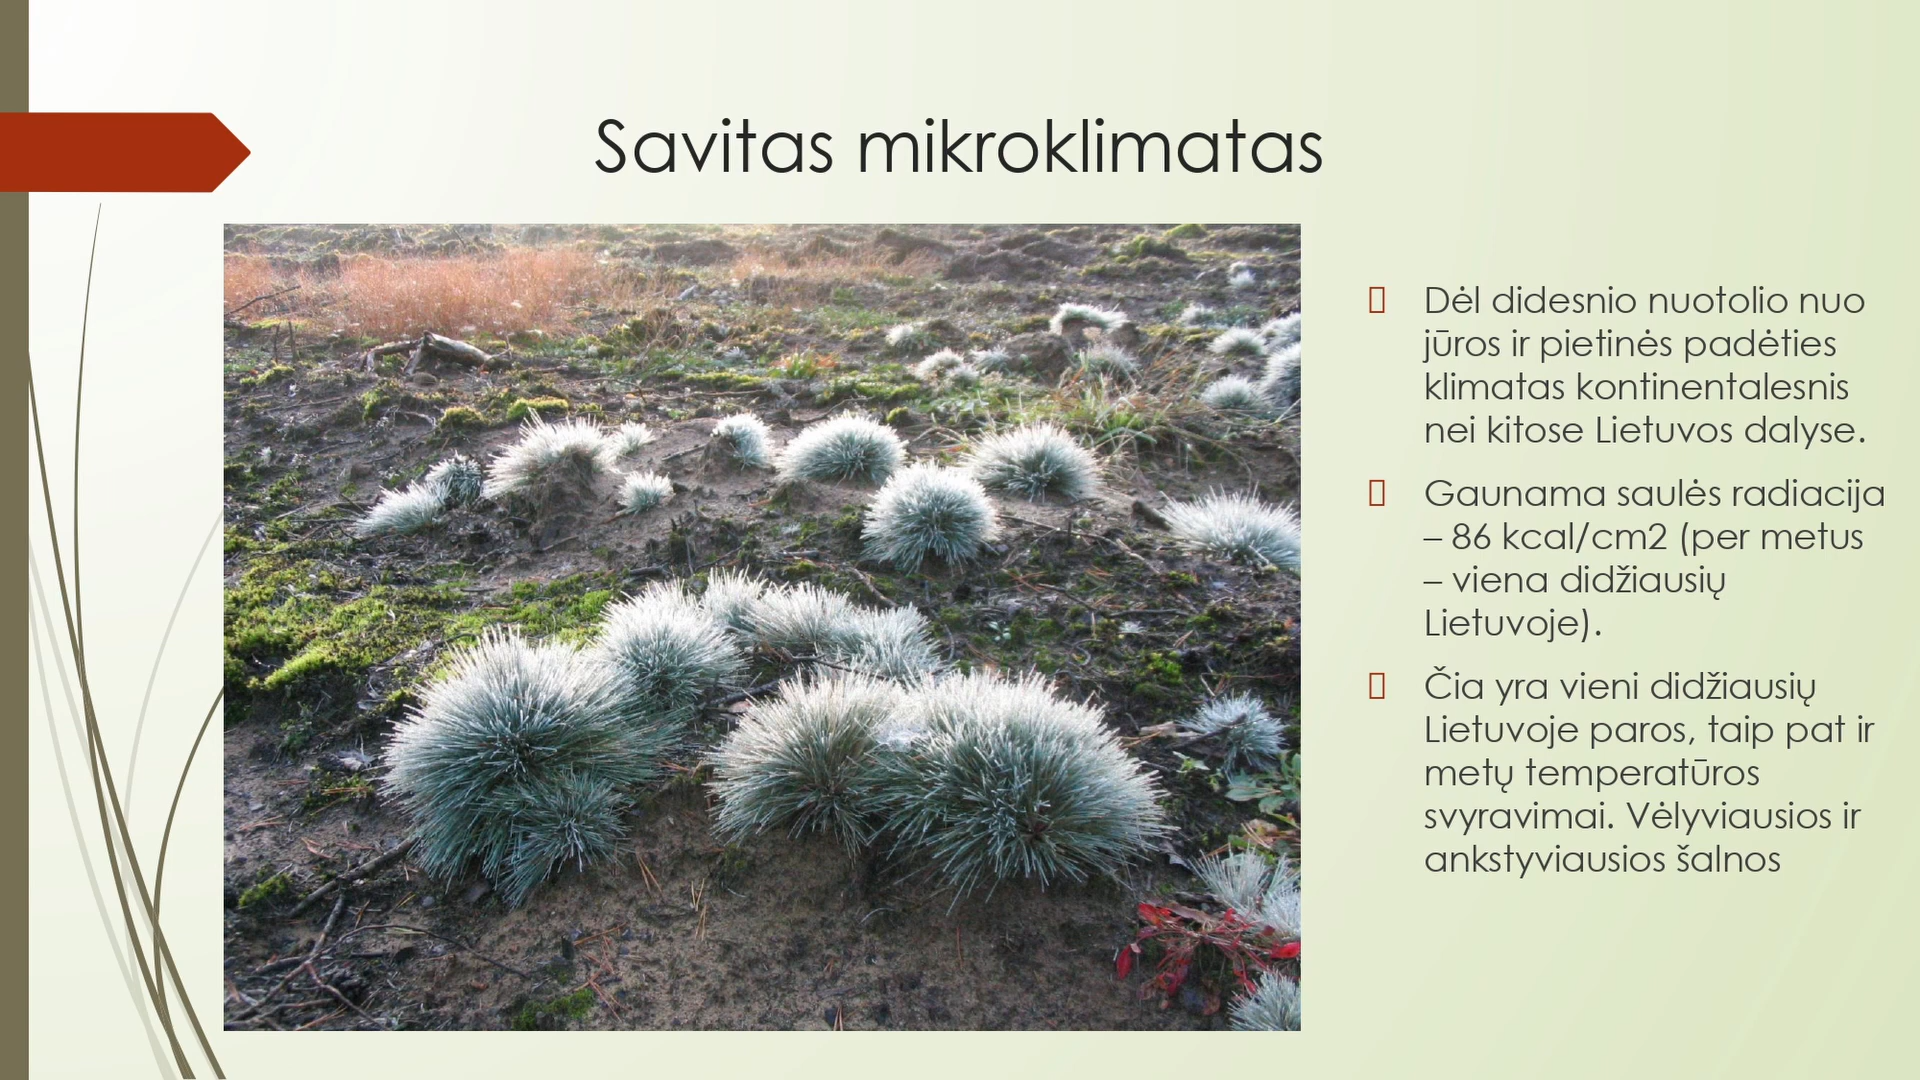 Savitas mikroklimatas
Dėl didesnio nuotolio nuo
jūros ir pietinės padėties
klimatas kontinentalesnis
nei kitose Lietuvos dalyse.
Gaunama saulės radiacija
– 86 kcal/cm2 (per metus
– viena didžiausių
Lietuvoje).
Čia yra vieni didžiausių
Lietuvoje paros, taip pat ir
metų temperatūros
svyravimai. Vėlyviausios ir
ankstyviausios šalnos